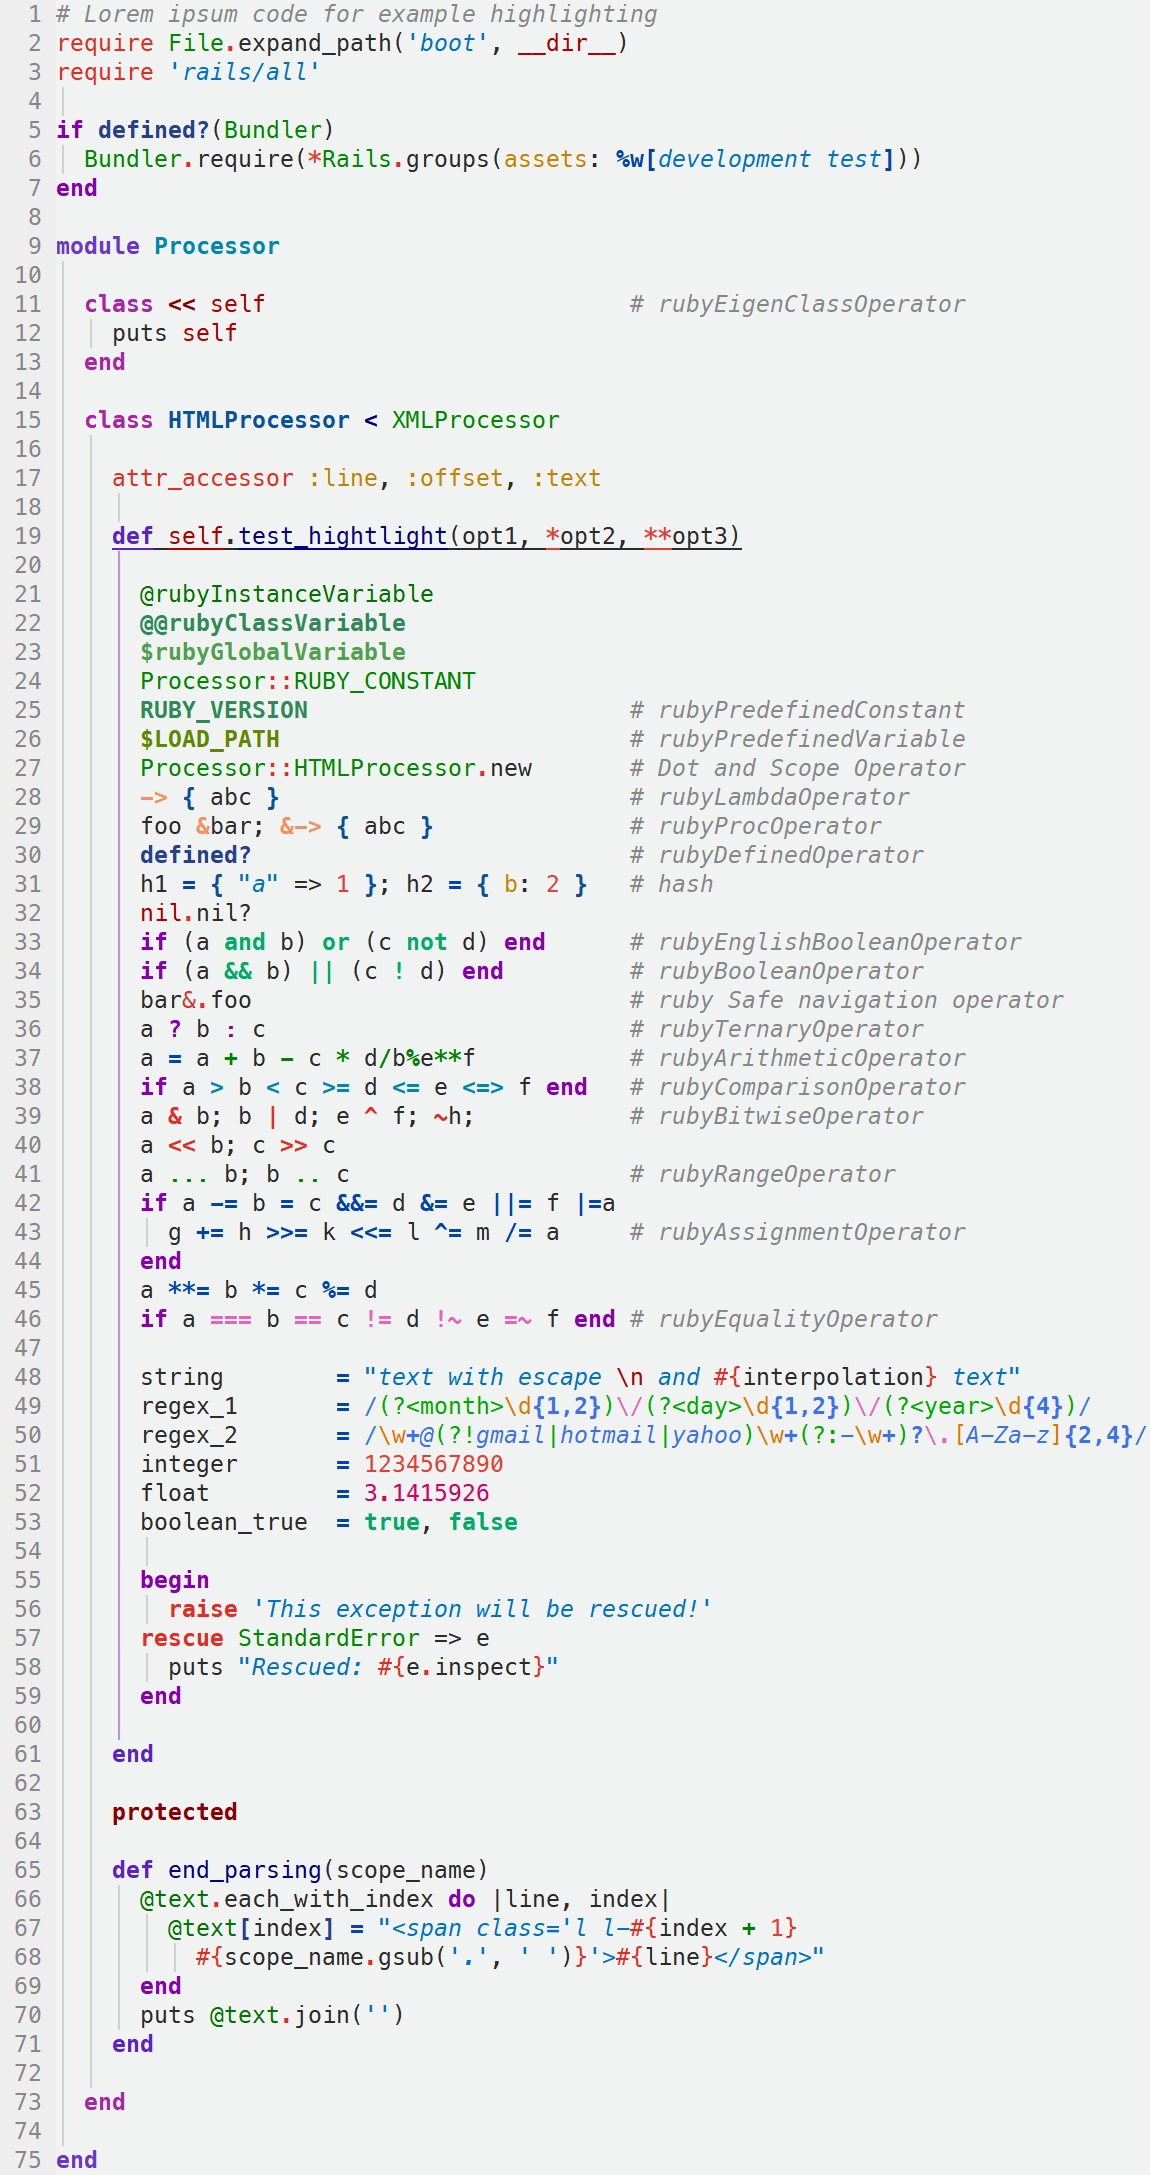 1 # Lorem ipsum code for example highlighting
2 require File.expand_path('boot', __dir__)
3 require 'rails/all'
4
5 if defined?(Bundler)
6   Bundler.require(*Rails.groups(assets: %w[development test]))
7 end
8
9 module Processor
10
11   class << self                          # rubyEigenClassOperator
12     puts self
13   end
14
15   class HTMLProcessor < XMLProcessor
16
17     attr_accessor :line, :offset, :text
18
19     def self.test_hightlight(opt1, *opt2, **opt3)
20
21       @rubyInstanceVariable
22       @@rubyClassVariable
23       $rubyGlobalVariable
24       Processor::RUBY_CONSTANT
25       RUBY_VERSION                       # rubyPredefinedConstant
26       $LOAD_PATH                         # rubyPredefinedVariable
27       Processor::HTMLProcessor.new       # Dot and Scope Operator
28       -> { abc }                         # rubyLambdaOperator
29       foo &bar; &-> { abc }              # rubyProcOperator
30       defined?                           # rubyDefinedOperator
31       h1 = { "a" => 1 }; h2 = { b: 2 }   # hash
32       nil.nil?
33       if (a and b) or (c not d) end      # rubyEnglishBooleanOperator
34       if (a && b) || (c ! d) end         # rubyBooleanOperator
35       bar&.foo                           # ruby Safe navigation operator
36       a ? b : c                          # rubyTernaryOperator
37       a = a + b - c * d/b%e**f           # rubyArithmeticOperator
38       if a > b < c >= d <= e <=> f end   # rubyComparisonOperator
39       a & b; b | d; e ^ f; ~h;           # rubyBitwiseOperator
40       a << b; c >> c
41       a ... b; b .. c                    # rubyRangeOperator
42       if a -= b = c &&= d &= e ||= f |=a
43         g += h >>= k <<= l ^= m /= a     # rubyAssignmentOperator
44       end
45       a **= b *= c %= d
46       if a === b == c != d !~ e =~ f end # rubyEqualityOperator
47
48       string        = "text with escape \n and #{interpolation} text"
49       regex_1       = /(?<month>\d{1,2})\/(?<day>\d{1,2})\/(?<year>\d{4})/
50       regex_2       = /\w+@(?!gmail|hotmail|yahoo)\w+(?:-\w+)?\.[A-Za-z]{2,4}/
51       integer       = 1234567890
52       float         = 3.1415926
53       boolean_true  = true, false
54
55       begin
56         raise 'This exception will be rescued!'
57       rescue StandardError => e
58         puts "Rescued: #{e.inspect}"
59       end
60
61     end
62
63     protected
64
65     def end_parsing(scope_name)
66       @text.each_with_index do |line, index|
67         @text[index] = "<span class='l l-#{index + 1}
68           #{scope_name.gsub('.', ' ')}'>#{line}</span>"
69       end
70       puts @text.join('')
71     end
72
73   end
74
75 end